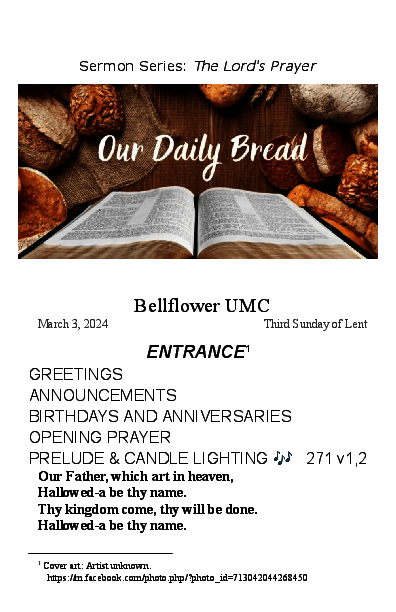 Sermon Series: The Lord's Prayer
Our Daily Bread
Bellflower UMC
March 3, 2024 Third Sunday of Lent
ENTRANCE¹
GREETINGS
ANNOUNCEMENTS
BIRTHDAYS AND ANNIVERSARIES
OPENING PRAYER
PRELUDE & CANDLE LIGHTING 🎶 271 v1,2
Our Father, which art in heaven,
Hallowed-a be thy name.
Thy kingdom come, thy will be done.
Hallowed-a be thy name.
¹ Cover art: Artist unknown.
https://m.facebook.com/photo.php/?photo_id=713042044268450